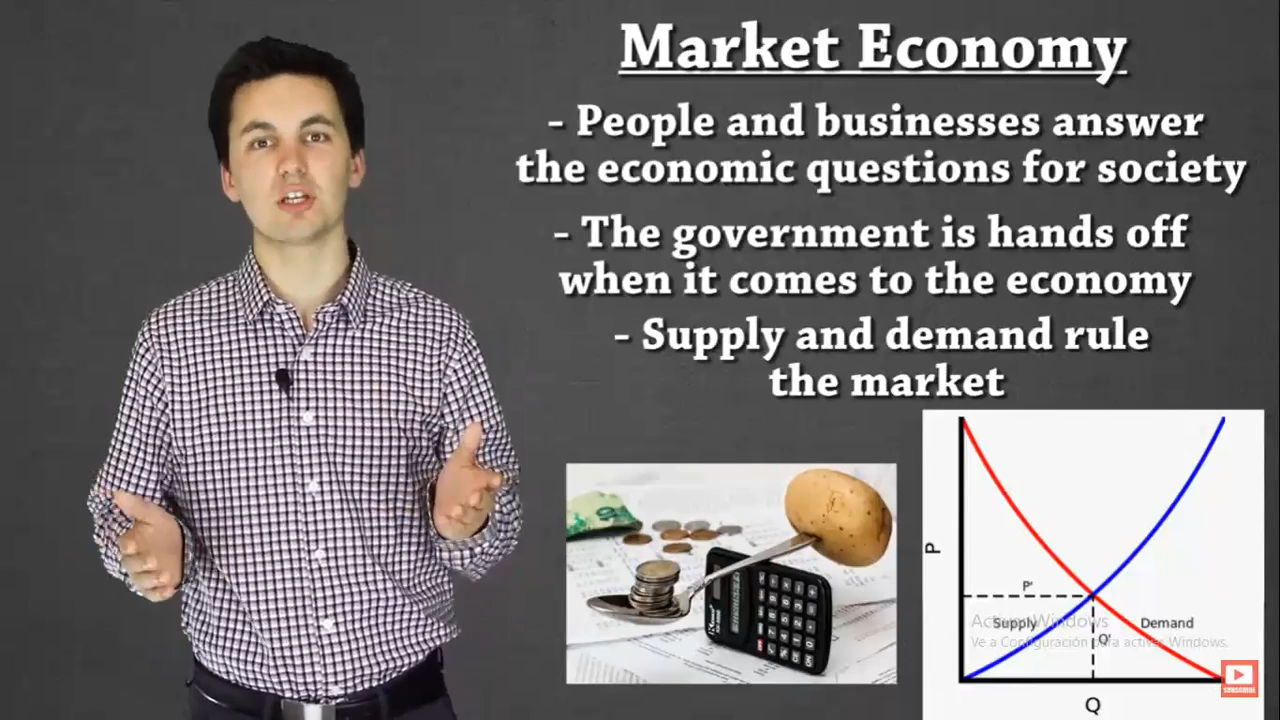 Market Economy
- People and businesses answer
the economic questions for society
- The government is hands off
when it comes to the economy
- Supply and demand rule
the market
P
P'
Supply
Demand
Q'
Q
Activar Windows
Ve a Configuración para activar Windows.
SUBSCRIBE